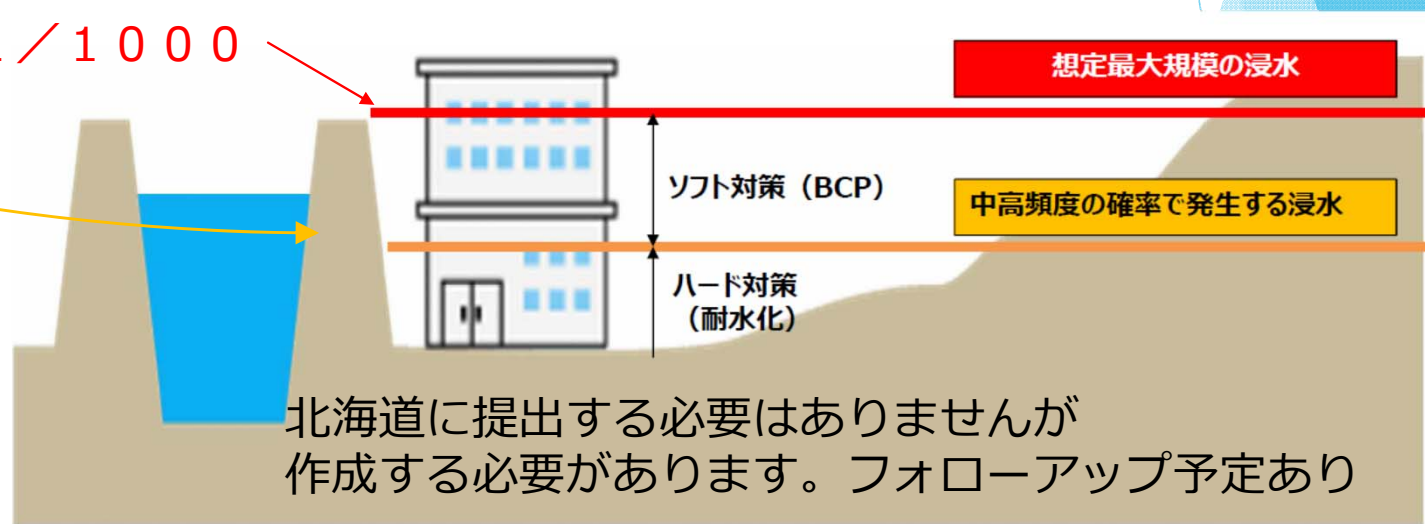 ／１０００
想定最大規模の浸水
ソフト対策（BCP）
中高頻度の確率で発生する浸水
ハード対策
（耐水化）
北海道に提出する必要はありませんが
作成する必要があります。フォローアップ予定あり